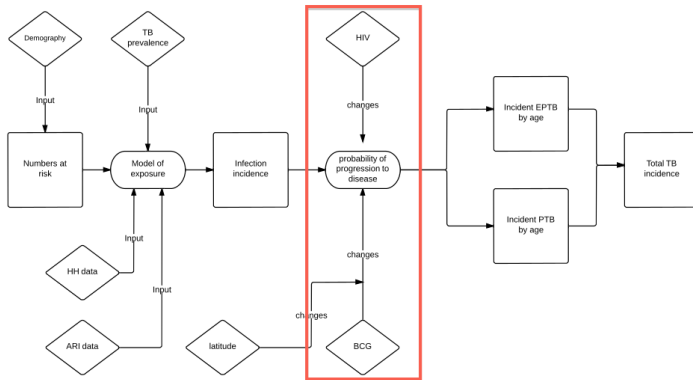 Demography
TB
prevalence
HIV
Input
Input
changes
Numbers at
risk
Model of
exposure
Infection
incidence
probability of
progression to
disease
Incident EPTB
by age
Incident PTB
by age
Total TB
incidence
Input
Input
changes
changes
HH data
ARI data
latitude
BCG